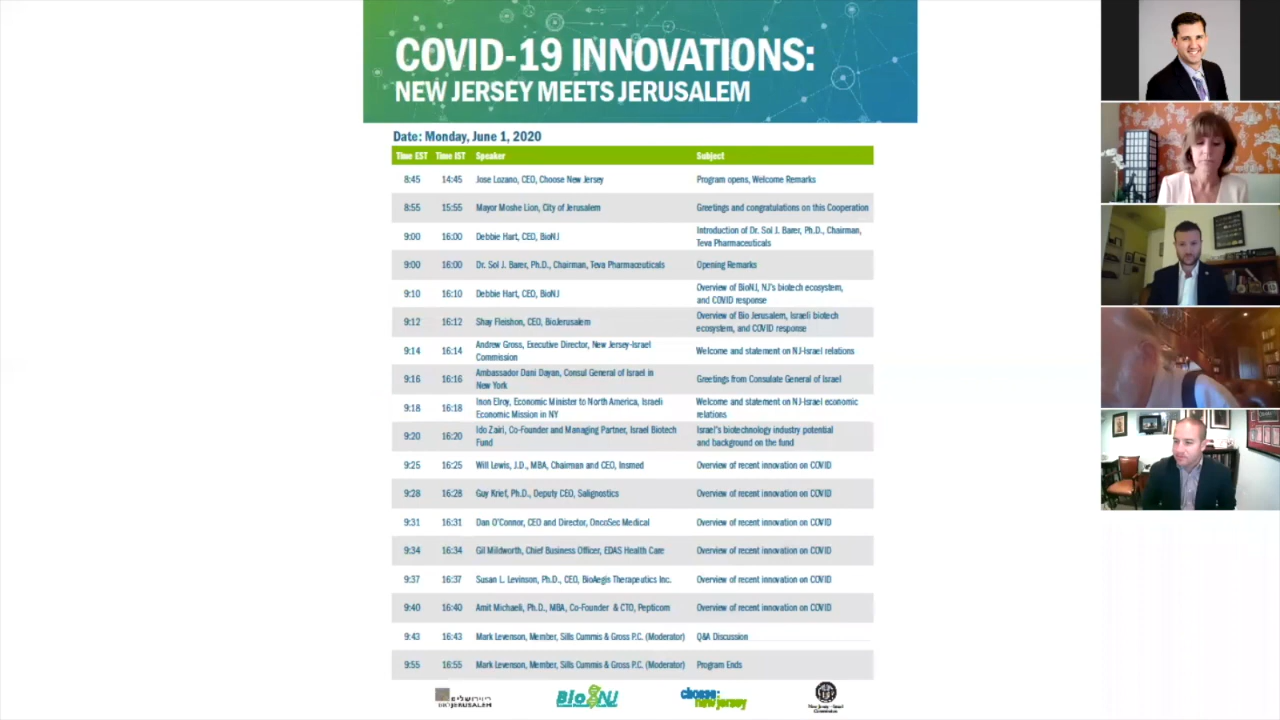 COVID-19 INNOVATIONS:
NEW JERSEY MEETS JERUSALEM
Date: Monday, June 1, 2020
Time EST Time IST Speaker Subject
8:45 14:45 Jose Lozano, CEO, Choose New Jersey Program opens, Welcome Remarks
8:55 15:55 Mayor Moshe Lion, City of Jerusalem Greetings and congratulations on this Cooperation
9:00 16:00 Debbie Hart, CEO, BioNJ Introduction of Dr. Sol J. Barer, Ph.D., Chairman,
Teva Pharmaceuticals
9:00 16:00 Dr. Sol J. Barer, Ph.D., Chairman, Teva Pharmaceuticals Opening Remarks
9:10 16:10 Debbie Hart, CEO, BioNJ Overview of BioNJ, NJ's biotech ecosystem,
and COVID response
9:12 16:12 Shay Fleishon, CEO, BioJerusalem Overview of Bio Jerusalem, Israeli biotech
ecosystem, and COVID response
9:14 16:14 Andrew Gross, Executive Director, New Jersey-Israel
Commission Welcome and statement on NJ-Israel relations
9:16 16:16 Ambassador Dani Dayan, Consul General of Israel in
New York Greetings from Consulate General of Israel
9:18 16:18 Inon Elroy, Economic Minister to North America, Israeli
Economic Mission in NY Welcome and statement on NJ-Israel economic
relations
9:20 16:20 Ido Zairi, Co-Founder and Managing Partner, Israel Biotech
Fund Israel's biotechnology industry potential
and background on the fund
9:25 16:25 Will Lewis, J.D., MBA, Chairman and CEO, Insmed Overview of recent innovation on COVID
9:28 16:28 Guy Krief, Ph.D., Deputy CEO, Salignostics Overview of recent innovation on COVID
9:31 16:31 Dan O'Connor, CEO and Director, OncoSec Medical Overview of recent innovation on COVID
9:34 16:34 Gil Mildworth, Chief Business Officer, EDAS Health Care Overview of recent innovation on COVID
9:37 16:37 Susan L. Levinson, Ph.D., CEO, BioAegis Therapeutics Inc. Overview of recent innovation on COVID
9:40 16:40 Amit Michaeli, Ph.D., MBA, Co-Founder & CTO, Pepticom Overview of recent innovation on COVID
9:43 16:43 Mark Levenson, Member, Sills Cummis & Gross P.C. (Moderator) Q&A Discussion
9:55 16:55 Mark Levenson, Member, Sills Cummis & Gross P.C. (Moderator) Program Ends
ביוירושלים
BIOJERUSALEM
BioNJ
choose:
new jersey
New Jersey - Israel
Commission